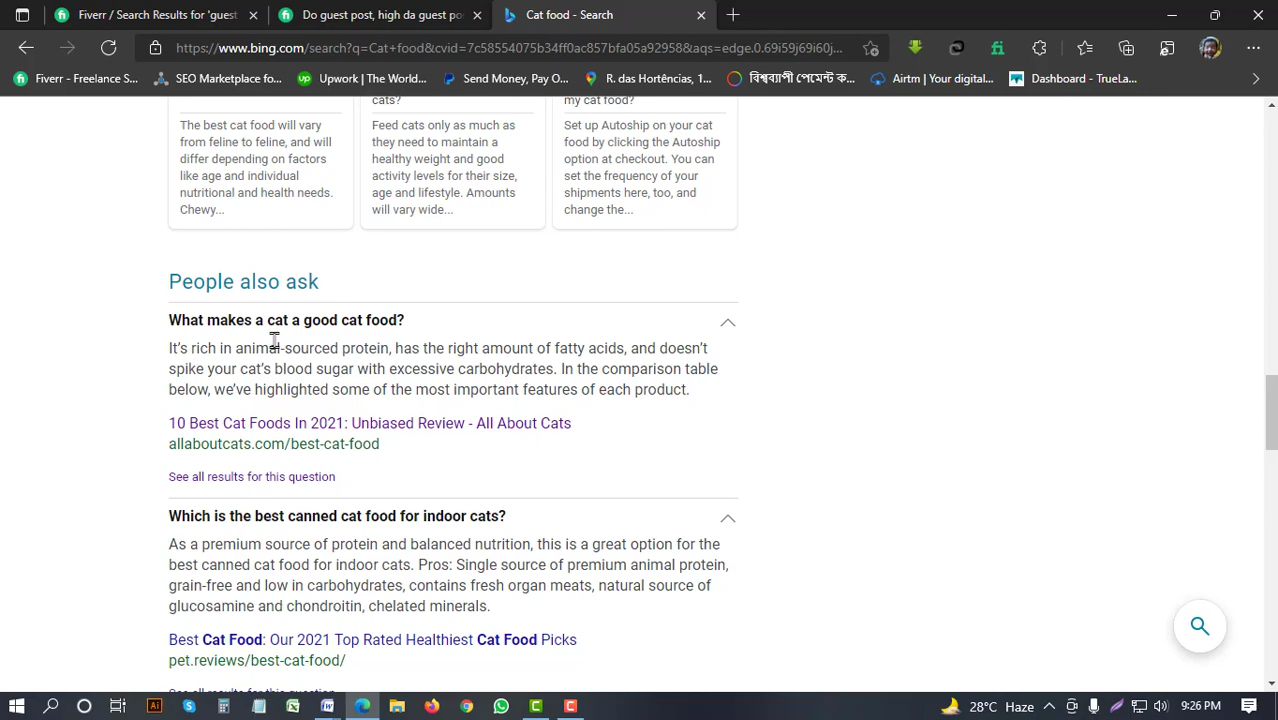 Fiverr / Search Results for 'guest
Do guest post, high da guest po
Cat food - Search
https://www.bing.com/search?q=Cat+food&cvid=7c58554075b34ff0ac857bfa05a92958&aqs=edge.0.69i59j69i60j...
Fiverr - Freelance S...
SEO Marketplace fo...
Upwork | The World...
Send Money, Pay O...
R. das Hortências, 1...
বিশ্বব্যাপী পেমেন্ট ক...
Airtm | Your digital...
Dashboard - TrueLa...
cats?
my cat food?
The best cat food will vary
from feline to feline, and will
differ depending on factors
like age and individual
nutritional and health needs.
Chewy...
Feed cats only as much as
they need to maintain a
healthy weight and good
activity levels for their size,
age and lifestyle. Amounts
will vary wide...
Set up Autoship on your cat
food by clicking the Autoship
option at checkout. You can
set the frequency of your
shipments here, too, and
change the...
People also ask
What makes a cat a good cat food?
It's rich in animal-sourced protein, has the right amount of fatty acids, and doesn't
spike your cat's blood sugar with excessive carbohydrates. In the comparison table
below, we've highlighted some of the most important features of each product.
10 Best Cat Foods In 2021: Unbiased Review - All About Cats
allaboutcats.com/best-cat-food
See all results for this question
Which is the best canned cat food for indoor cats?
As a premium source of protein and balanced nutrition, this is a great option for the
best canned cat food for indoor cats. Pros: Single source of premium animal protein,
grain-free and low in carbohydrates, contains fresh organ meats, natural source of
glucosamine and chondroitin, chelated minerals.
Best Cat Food: Our 2021 Top Rated Healthiest Cat Food Picks
pet.reviews/best-cat-food/
See all results for this question
28°C Haze
9:26 PM